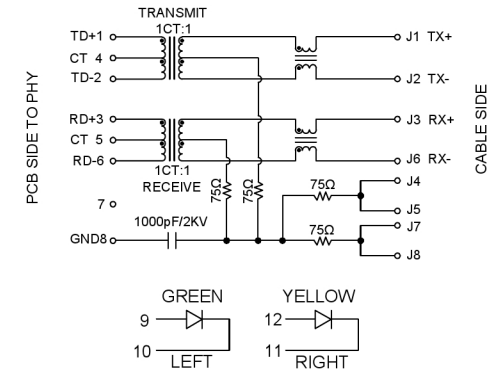 TRANSMIT
1CT:1
TD+1
CT 4
TD-2
J1 TX+
J2 TX-
RD+3
CT 5
RD-6
J3 RX+
J6 RX-
1CT:1
RECEIVE
PCB SIDE TO PHY
CABLE SIDE
75Ω
75Ω
75Ω
J4
J5
7
1000pF/2KV
GND8
75Ω
J7
J8
GREEN
9
10
LEFT
YELLOW
12
11
RIGHT